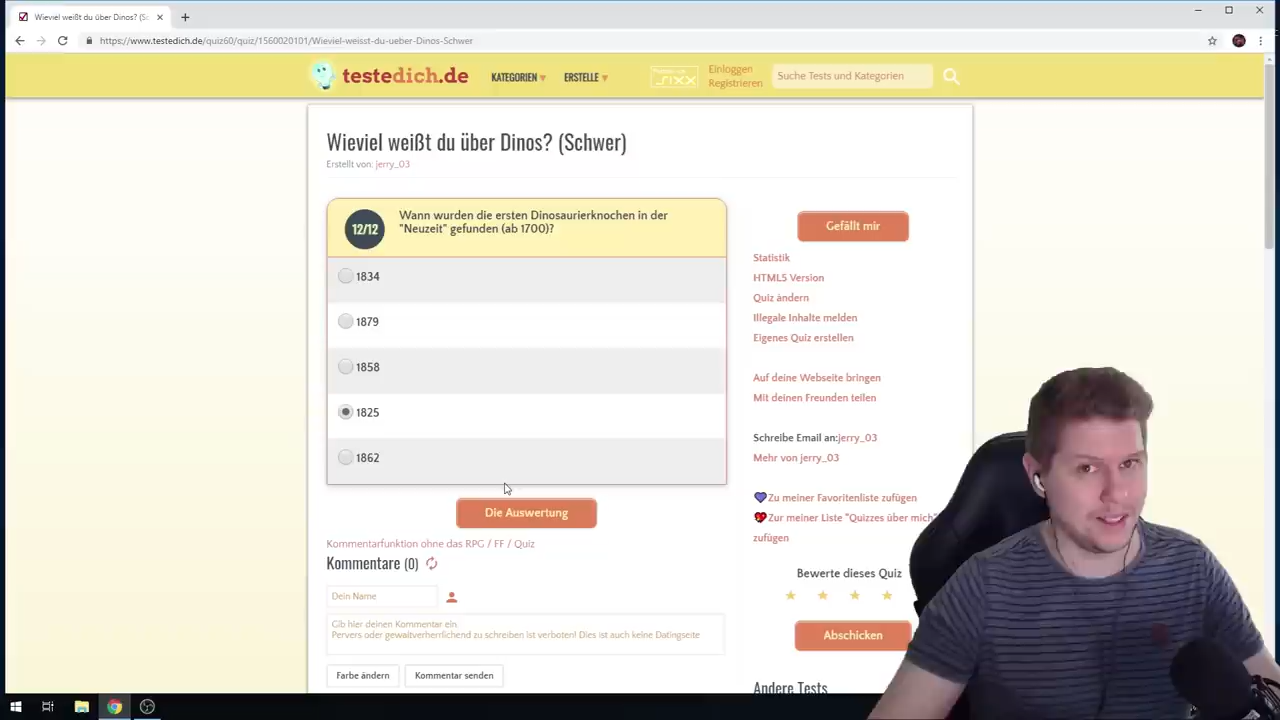 Wieviel weißt du über Dinos? (Sc
https://www.testedich.de/quiz60/quiz/1560020101/Wieviel-weisst-du-ueber-Dinos-Schwer
testedich.de
KATEGORIEN ▾
ERSTELLE ▾
sixx
Einloggen
Registrieren
Suche Tests und Kategorien
Wieviel weißt du über Dinos? (Schwer)
Erstellt von: jerry_03
12/12
Wann wurden die ersten Dinosaurierknochen in der
"Neuzeit" gefunden (ab 1700)?
1834
1879
1858
1825
1862
Die Auswertung
Kommentarfunktion ohne das RPG / FF / Quiz
Kommentare (0)
Dein Name
Gib hier deinen Kommentar ein.
Pervers oder gewaltverherrlichend zu schreiben ist verboten! Dies ist auch keine Datingseite
Farbe ändern
Kommentar senden
Gefällt mir
Statistik
HTML5 Version
Quiz ändern
Illegale Inhalte melden
Eigenes Quiz erstellen
Auf deine Webseite bringen
Mit deinen Freunden teilen
Schreibe Email an:jerry_03
Mehr von jerry_03
Zu meiner Favoritenliste zufügen
Zur meiner Liste "Quizzes über mich"
zufügen
Bewerte dieses Quiz
Abschicken
Andere Tests